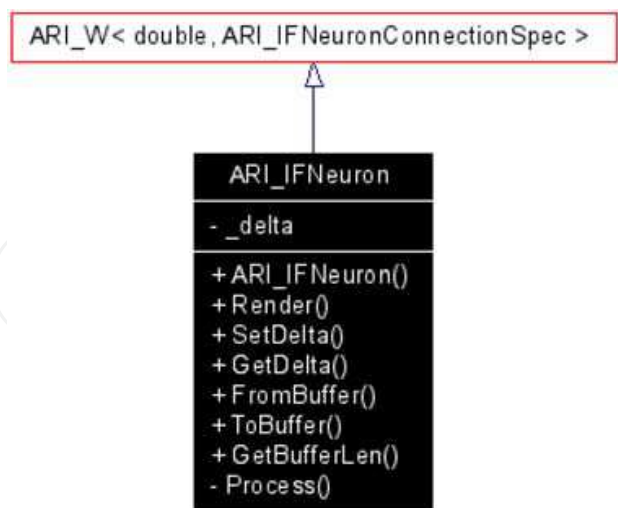 ARI_W< double, ARI_IFNeuronConnectionSpec >
ARI_IFNeuron
- _delta
+ ARI_IFNeuron()
+ Render()
+ SetDelta()
+ GetDelta()
+ FromBuffer()
+ ToBuffer()
+ GetBufferLen()
- Process()